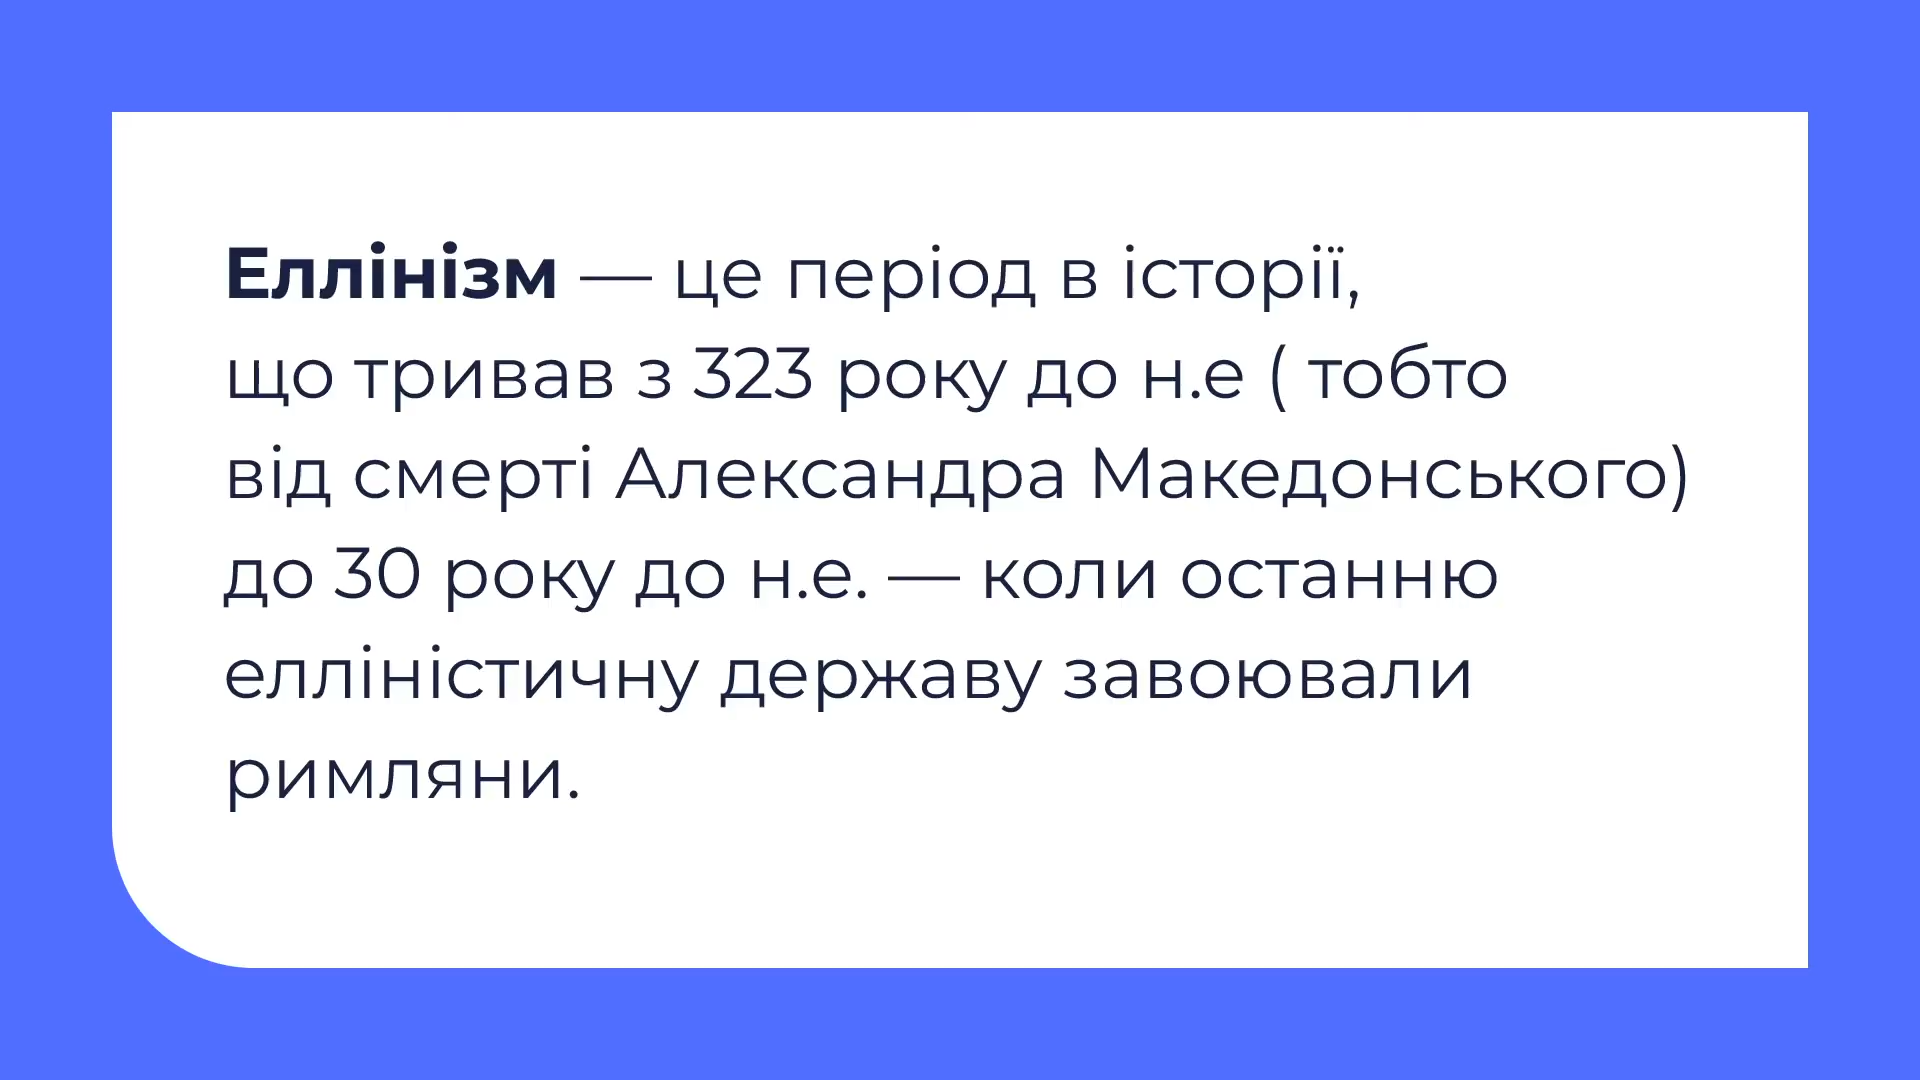 Еллінізм — це період в історії,
що тривав з 323 року до н.е ( тобто
від смерті Александра Македонського)
до 30 року до н.е. — коли останню
елліністичну державу завоювали
римляни.